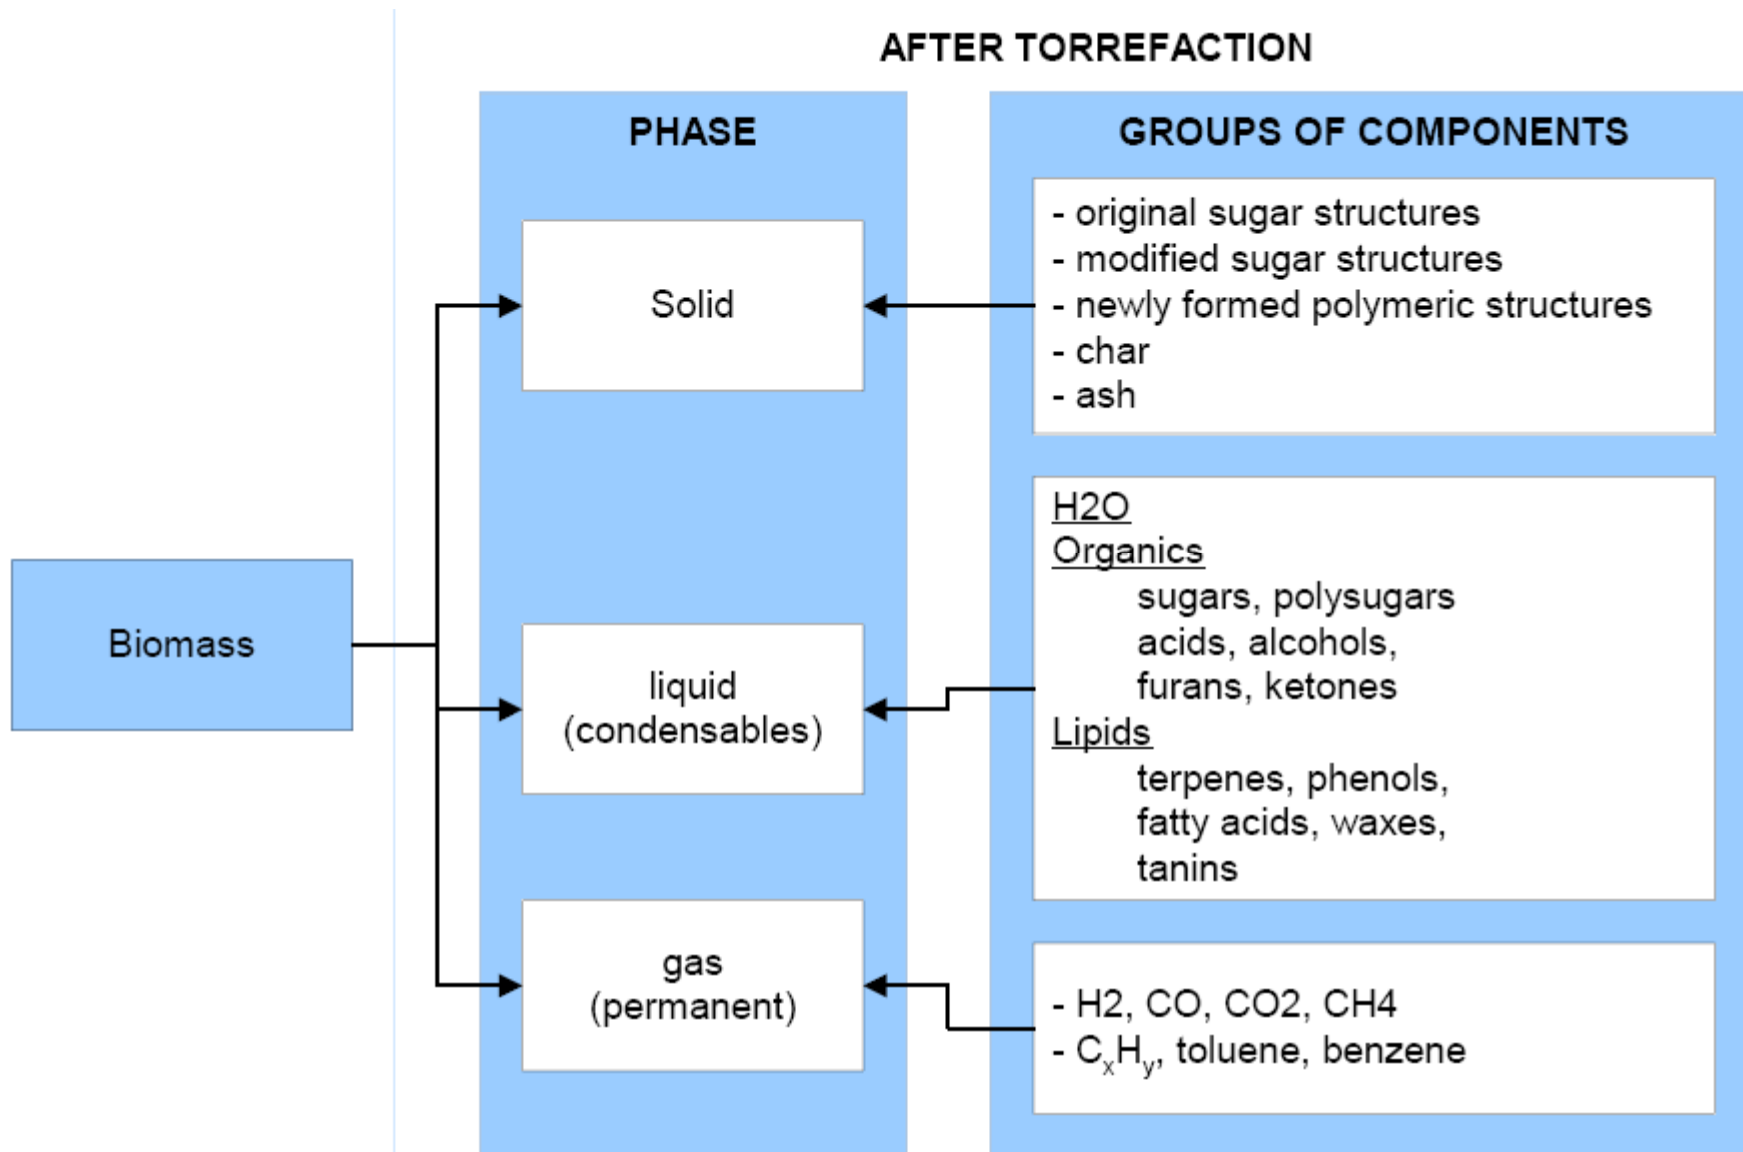 AFTER TORREFACTION
PHASE
GROUPS OF COMPONENTS
Biomass
Solid
- original sugar structures
- modified sugar structures
- newly formed polymeric structures
- char
- ash
liquid
(condensables)
H2O
Organics
sugars, polysugars
acids, alcohols,
furans, ketones
Lipids
terpenes, phenols,
fatty acids, waxes,
tanins
gas
(permanent)
- H2, CO, CO2, CH4
- CxHy, toluene, benzene